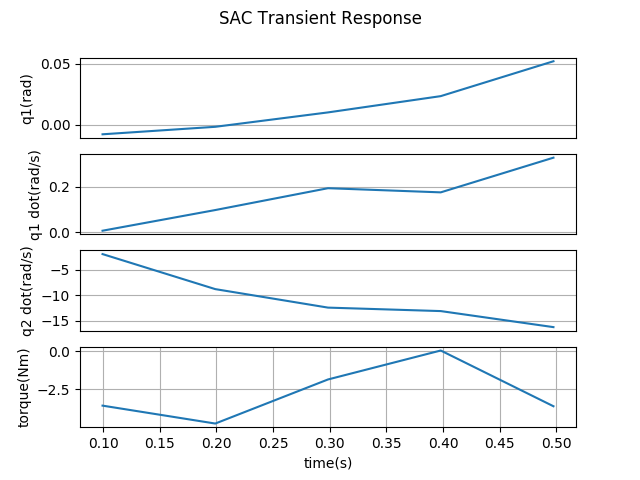 SAC Transient Response
0.05
0.00
q1(rad)
0.2
0.0
q1 dot(rad/s)
−5
−10
−15
q2 dot(rad/s)
0.0
−2.5
torque(Nm)
0.10 0.15 0.20 0.25 0.30 0.35 0.40 0.45 0.50
time(s)